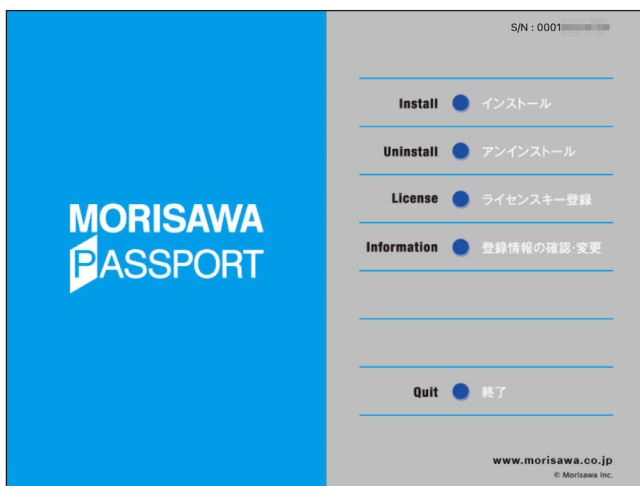 S/N : 0001
Install インストール
Uninstall アンインストール
License ライセンスキー登録
Information 登録情報の確認・変更
MORISAWA
PASSPORT
Quit 終了
www.morisawa.co.jp
© Morisawa Inc.